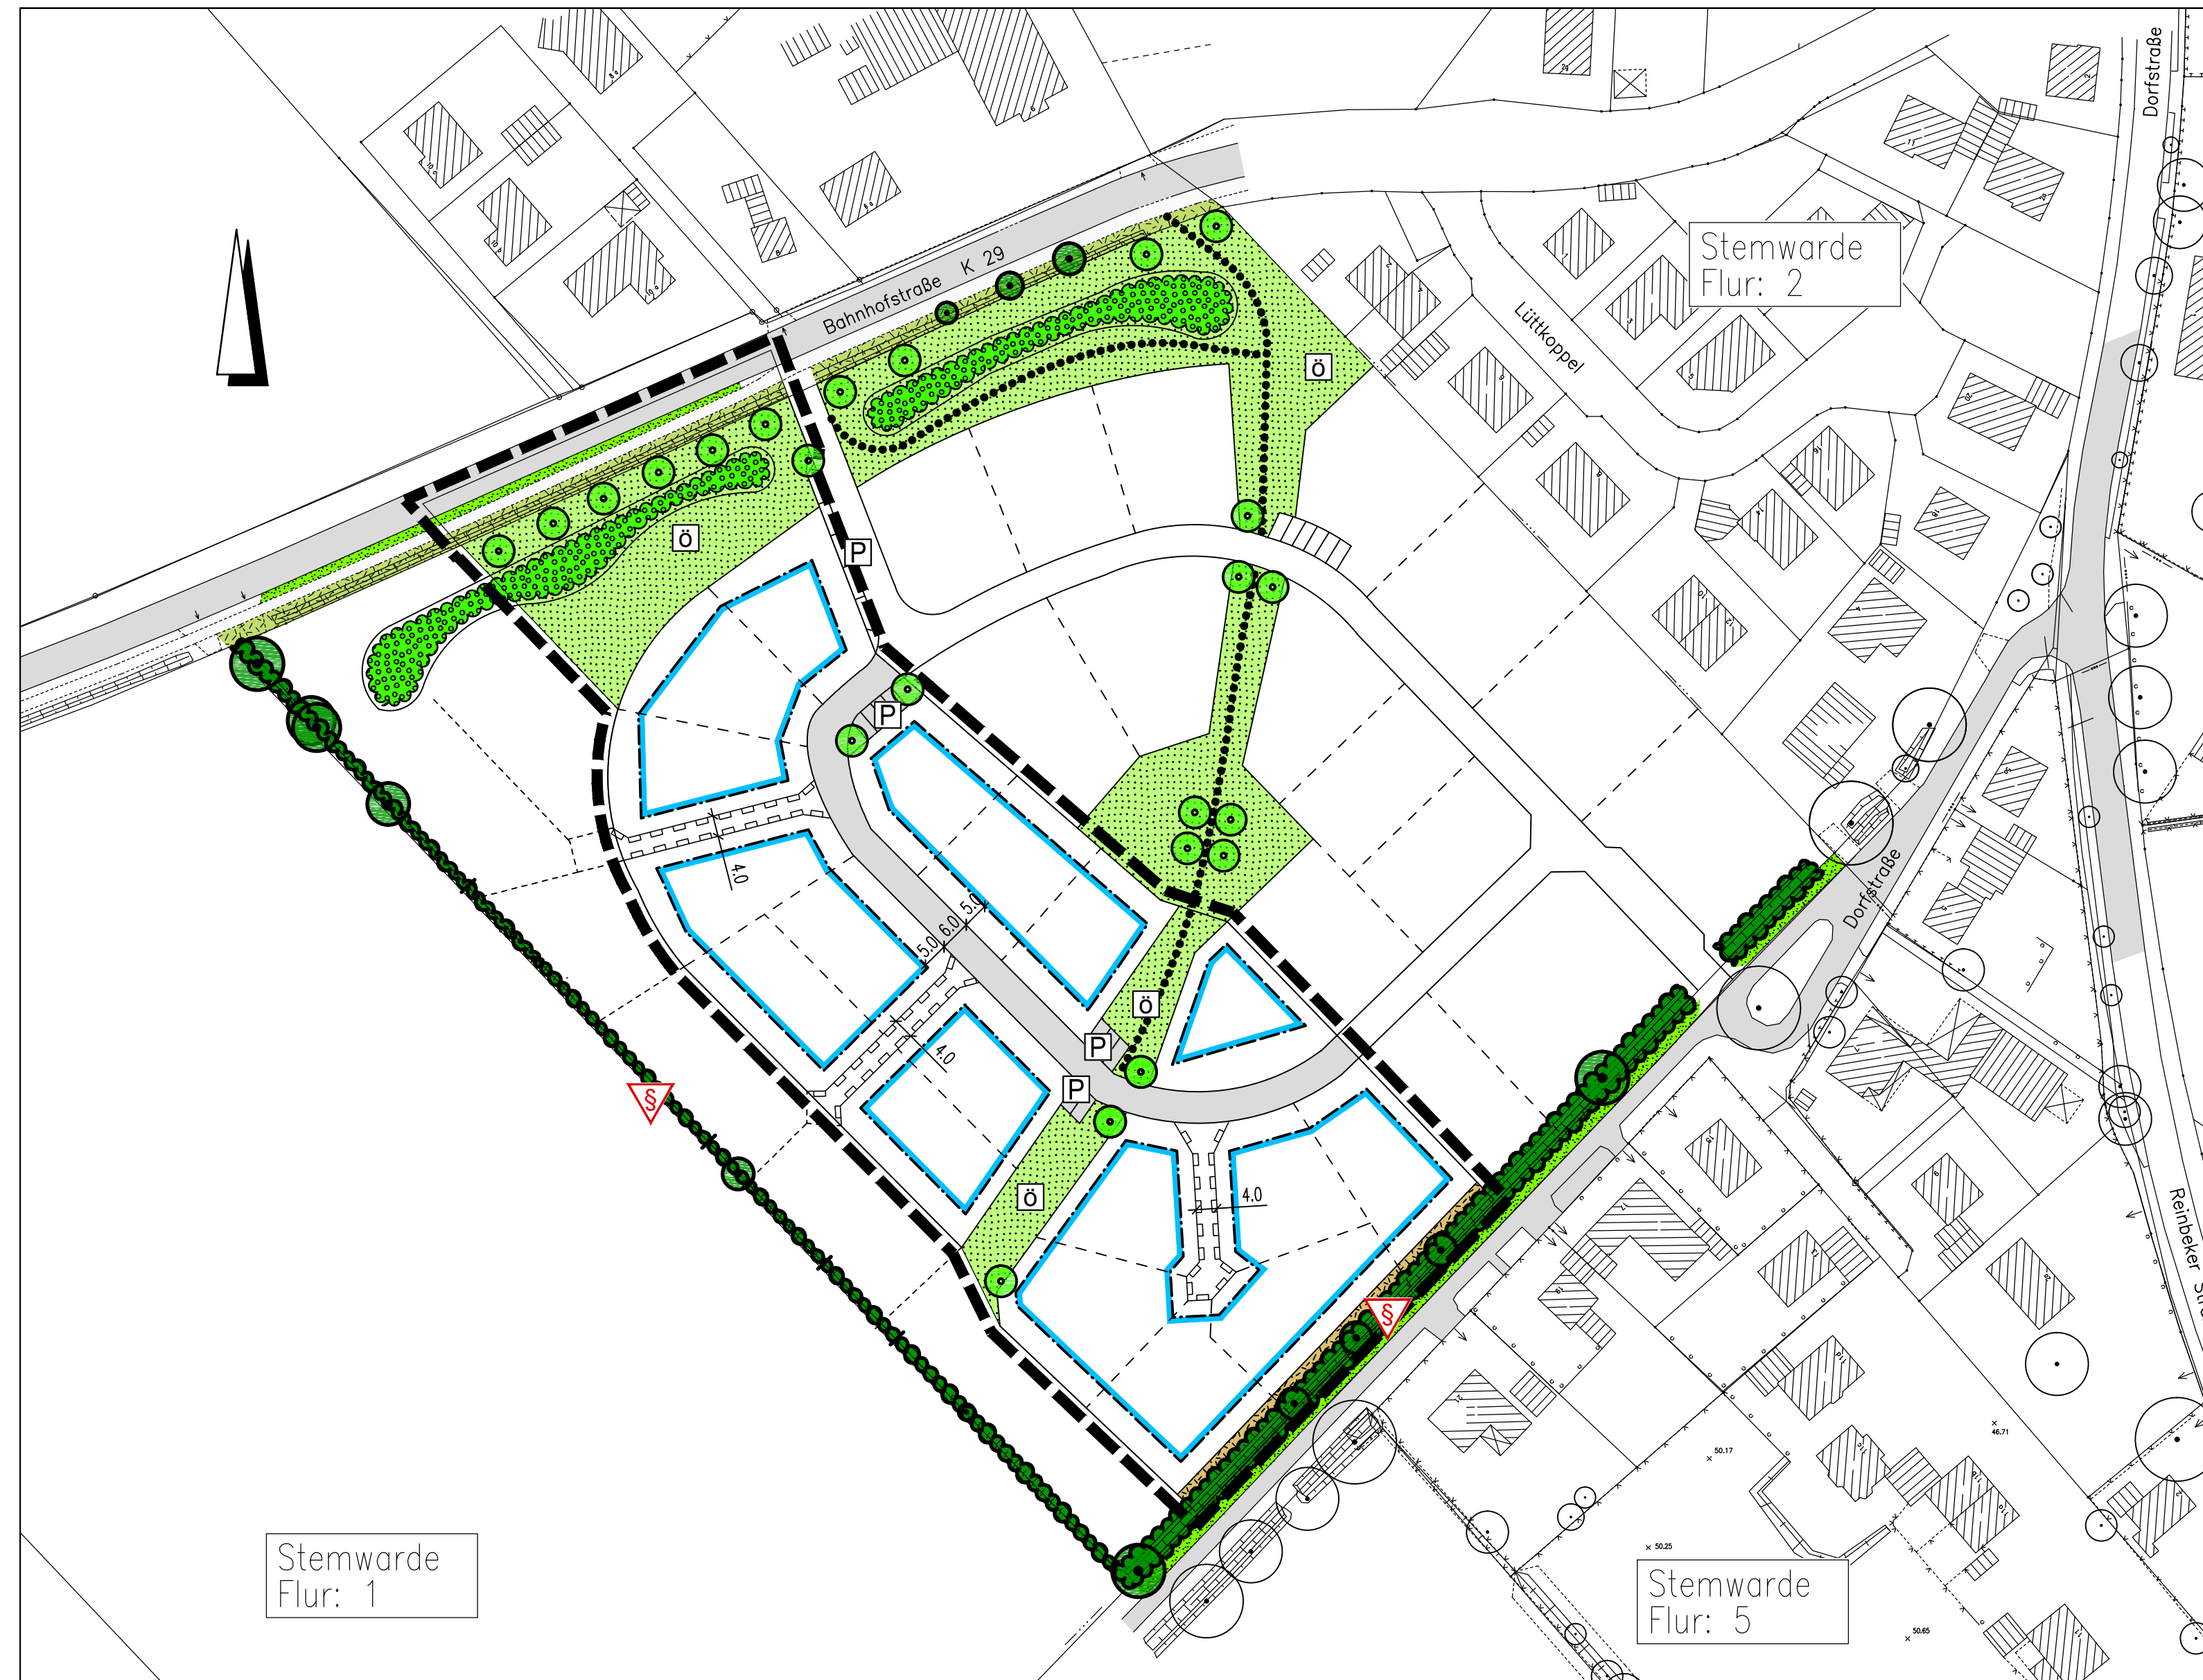 Dorfstraße
Stemwarde
Flur: 2
Bahnhofstraße K 29
Lüttkoppel
ö
ö
P
P
4.0
5.0 6.0 5.0
Dorfstraße
ö
P
4.0
P
§
ö
4.0
§
Reinbeker
46.71
50.17
50.25
Stemwarde
Flur: 1
Stemwarde
Flur: 5
50.65